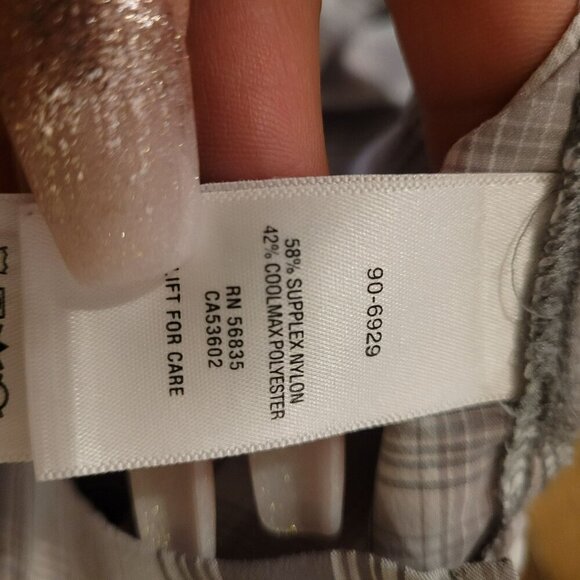 90-6929
58% SUPPLEX NYLON
42% COOLMAX POLYESTER
RN 56835
CA53602
LIFT FOR CARE